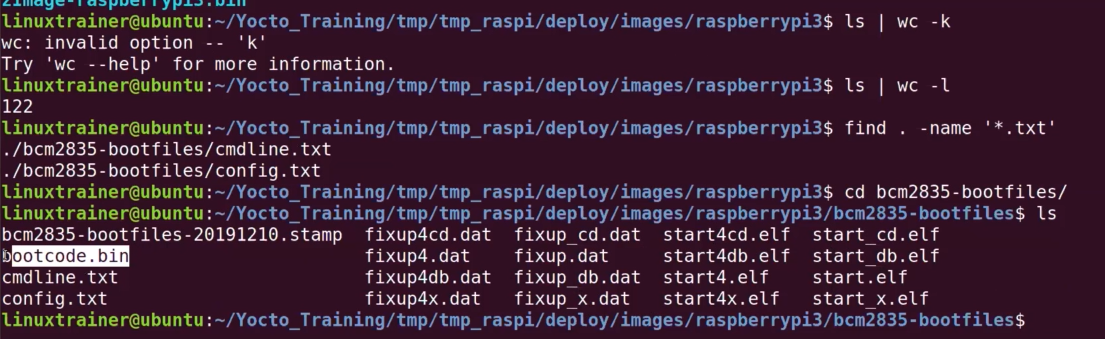 zImage-raspberrypi3.bin
linuxtrainer@ubuntu:~/Yocto_Training/tmp/tmp_raspi/deploy/images/raspberrypi3$ ls | wc -k
wc: invalid option -- 'k'
Try 'wc --help' for more information.
linuxtrainer@ubuntu:~/Yocto_Training/tmp/tmp_raspi/deploy/images/raspberrypi3$ ls | wc -l
122
linuxtrainer@ubuntu:~/Yocto_Training/tmp/tmp_raspi/deploy/images/raspberrypi3$ find . -name '*.txt'
./bcm2835-bootfiles/cmdline.txt
./bcm2835-bootfiles/config.txt
linuxtrainer@ubuntu:~/Yocto_Training/tmp/tmp_raspi/deploy/images/raspberrypi3$ cd bcm2835-bootfiles/
linuxtrainer@ubuntu:~/Yocto_Training/tmp/tmp_raspi/deploy/images/raspberrypi3/bcm2835-bootfiles$ ls
bcm2835-bootfiles-20191210.stamp  fixup4cd.dat  fixup_cd.dat  start4cd.elf  start_cd.elf
bootcode.bin                      fixup4.dat    fixup.dat     start4db.elf  start_db.elf
cmdline.txt                       fixup4db.dat  fixup_db.dat  start4.elf    start.elf
config.txt                        fixup4x.dat   fixup_x.dat   start4x.elf   start_x.elf
linuxtrainer@ubuntu:~/Yocto_Training/tmp/tmp_raspi/deploy/images/raspberrypi3/bcm2835-bootfiles$